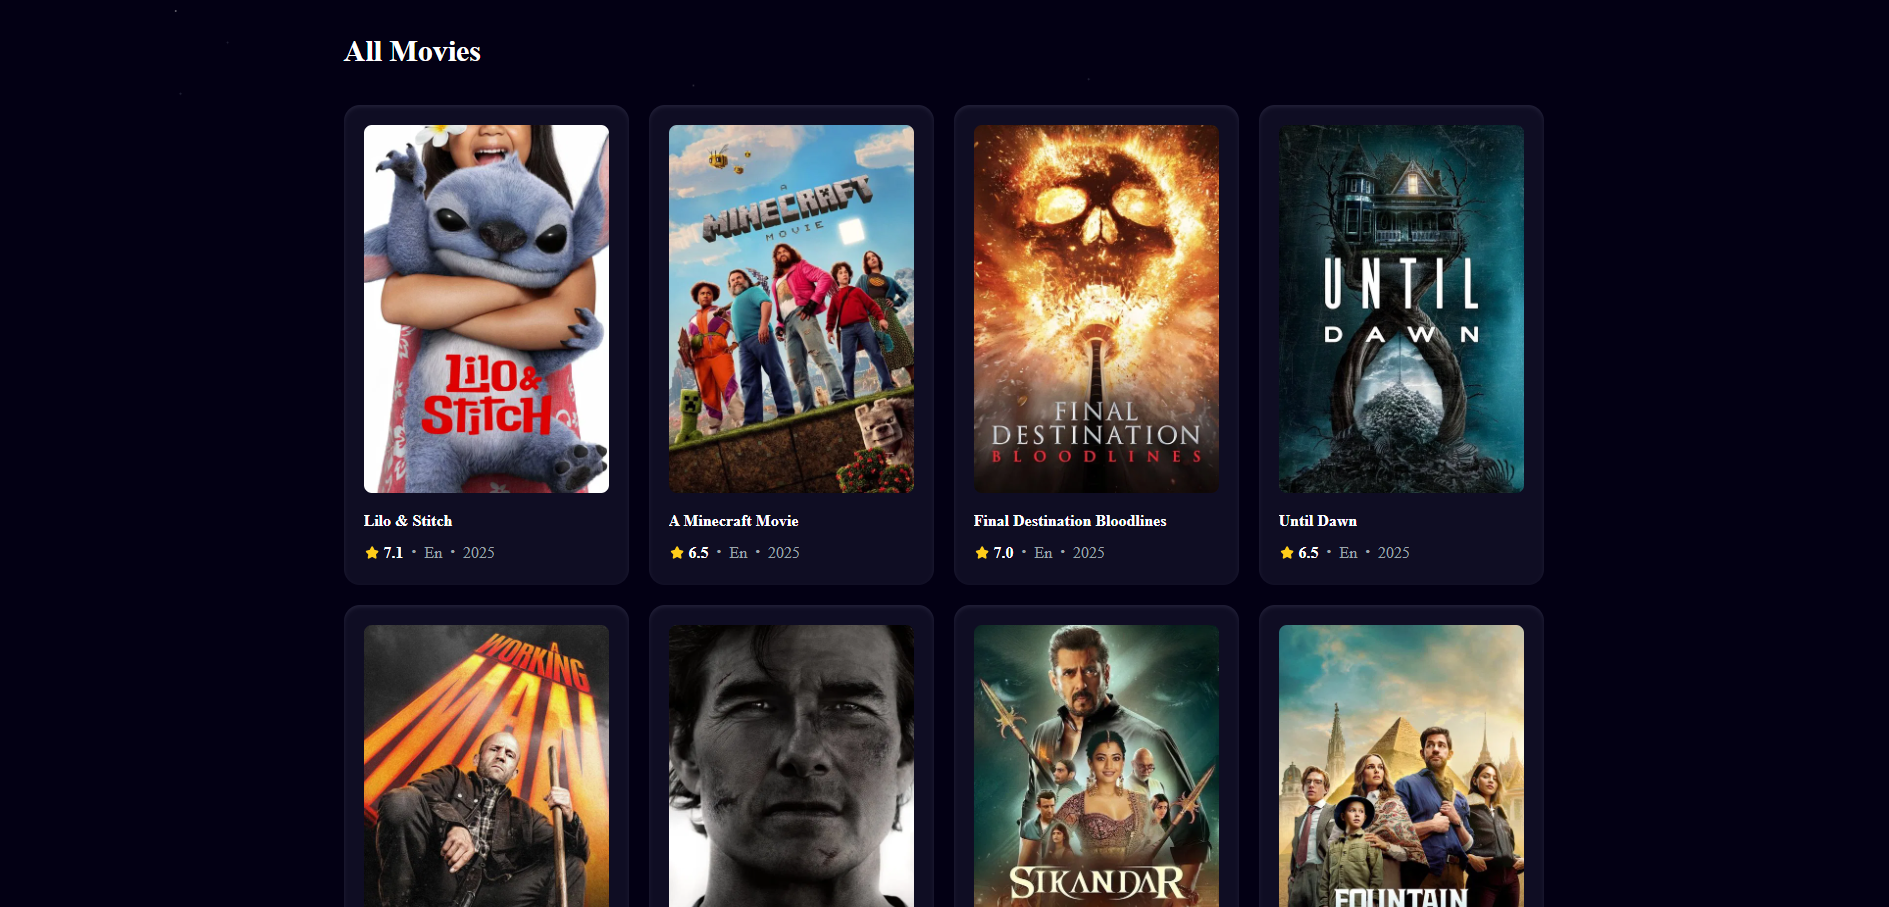 All Movies
A
MINECRAFT
MOVIE
UNTIL
DAWN
LiLO &
STiTCH
FINAL
DESTINATION
BLOODLINES
Lilo & Stitch
A Minecraft Movie
Final Destination Bloodlines
Until Dawn
7.1 • En • 2025
6.5 • En • 2025
7.0 • En • 2025
6.5 • En • 2025
A
WORKING
MAN
SIKANDAR
FOUNTAIN